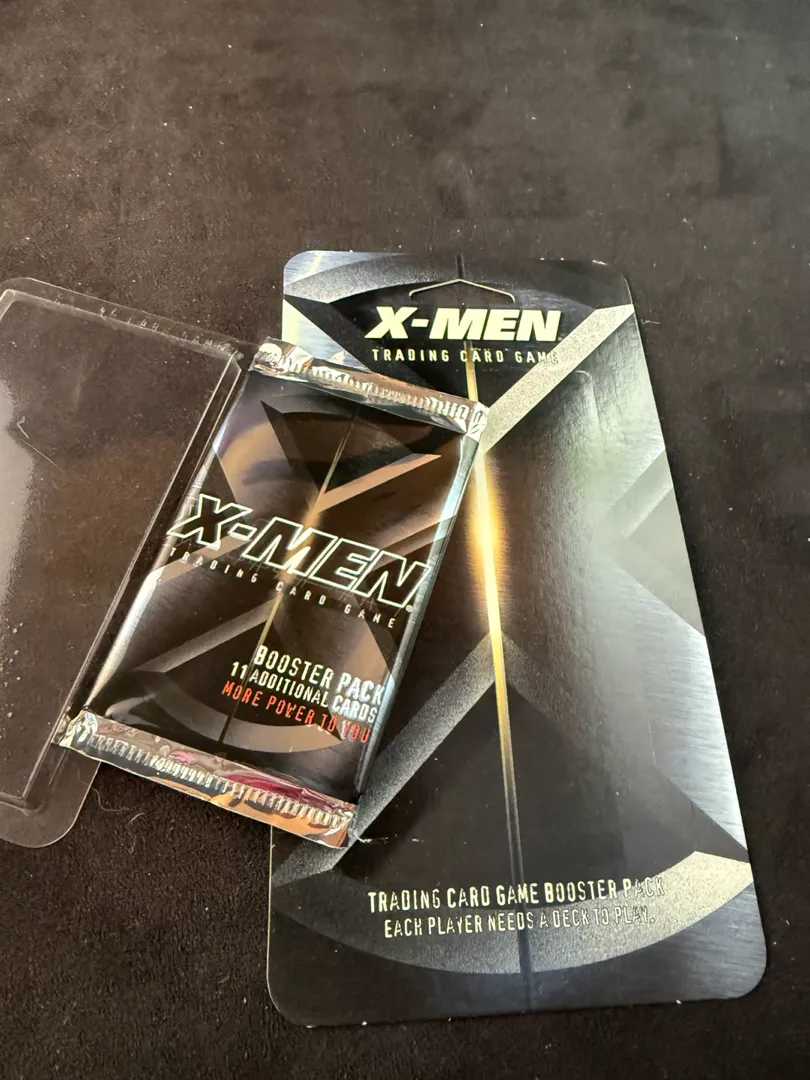 X-MEN
TRADING CARD GAME
X-MEN
TRADING CARD GAME
BOOSTER PACK
11 ADDITIONAL CARDS
MORE POWER TO YOU
TRADING CARD GAME BOOSTER PACK
EACH PLAYER NEEDS A DECK TO PLAY.